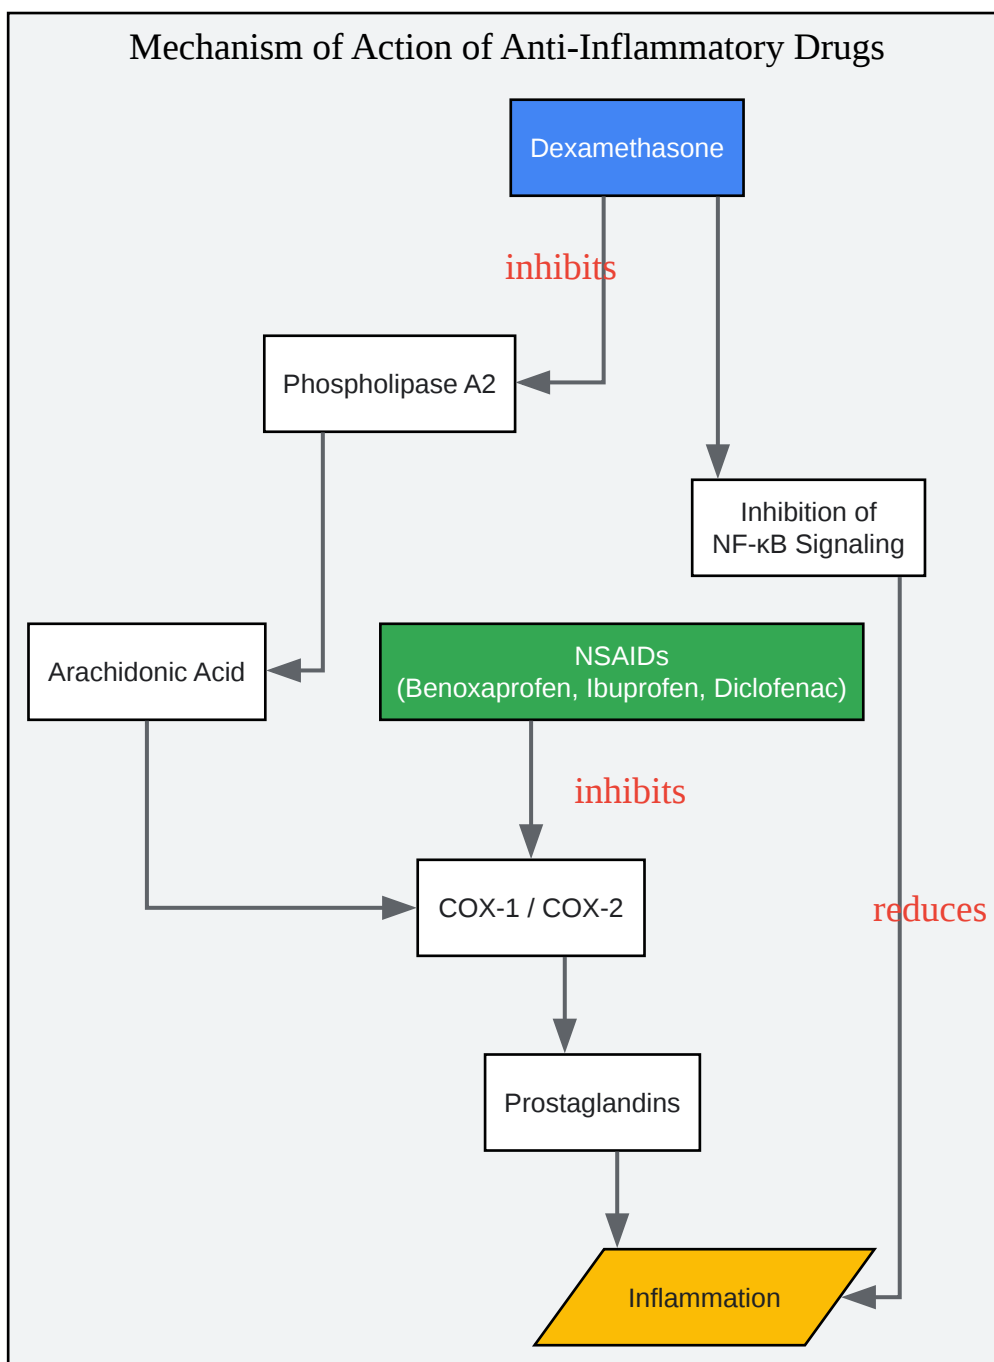 Mechanism of Action of Anti-Inflammatory Drugs
Dexamethasone
inhibits
Phospholipase A2
Inhibition of
NF-κB Signaling
Arachidonic Acid
NSAIDs
(Benoxaprofen, Ibuprofen, Diclofenac)
inhibits
COX-1 / COX-2
reduces
Prostaglandins
Inflammation